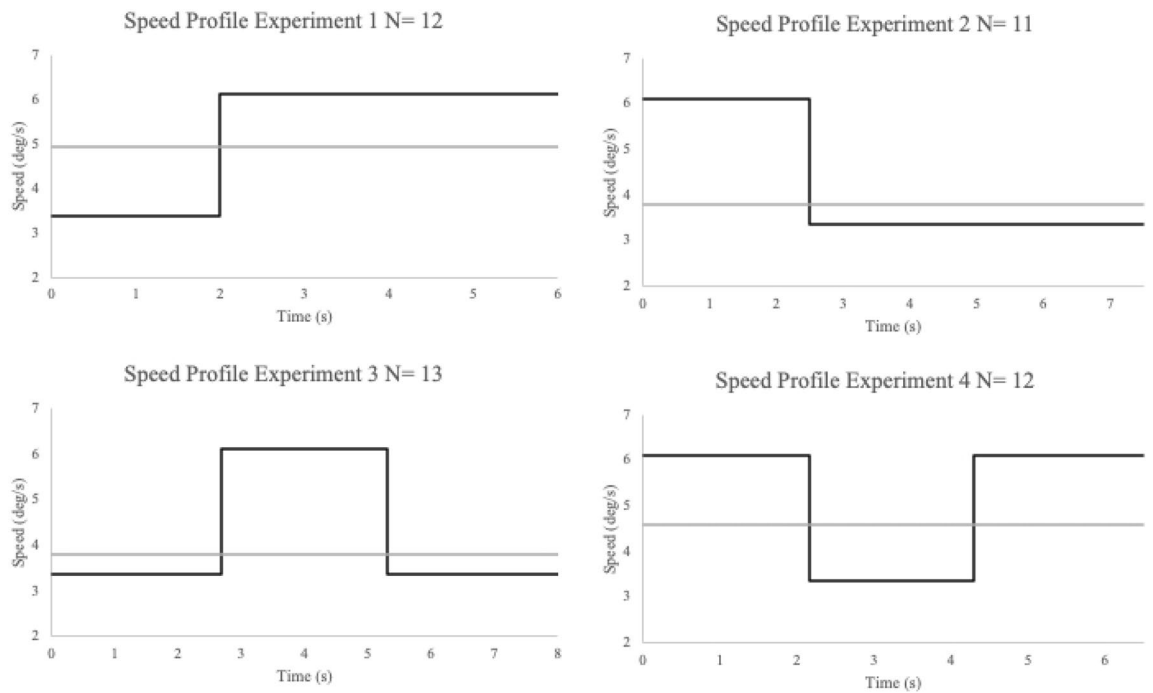 Speed Profile Experiment 1 N= 12
7
6
5
4
3
2
Speed (deg/s)
0 1 2 3 4 5 6
Time (s)
Speed Profile Experiment 2 N= 11
7
6
5
4
3
2
Speed (deg/s)
0 1 2 3 4 5 6 7
Time (s)
Speed Profile Experiment 3 N= 13
7
6
5
4
3
2
Speed (deg/s)
0 1 2 3 4 5 6 7 8
Time (s)
Speed Profile Experiment 4 N= 12
7
6
5
4
3
2
Speed (deg/s)
0 1 2 3 4 5 6
Time (s)